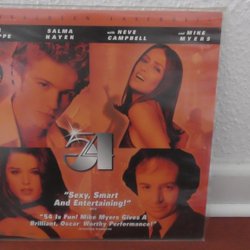 PPE
SALMA
HAYEK
with NEVE
CAMPBELL
and MIKE
MYERS
54
"Sexy, Smart
And Entertaining!"
"54 Is Fun! Mike Myers Gives A
Brilliant, Oscar Worthy Performance!"